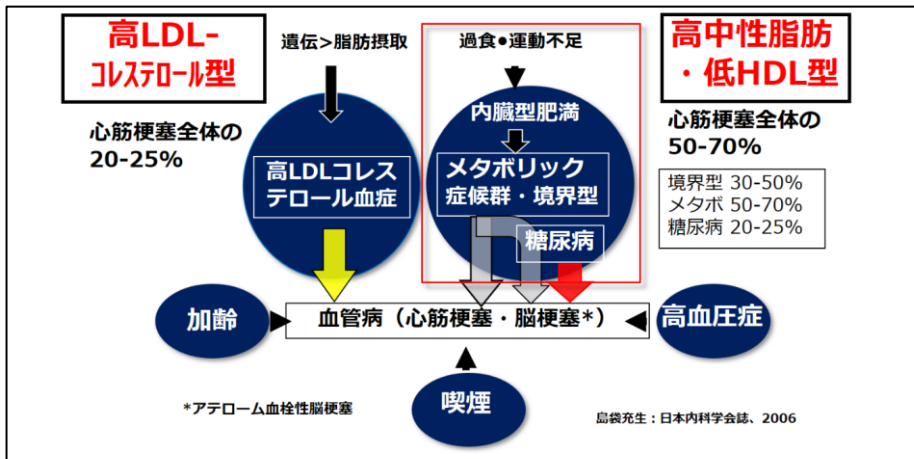 高LDL-
ｺﾚｽﾃﾛｰﾙ型
遺伝>脂肪摂取
過食●運動不足
高中性脂肪
・低HDL型
心筋梗塞全体の
20-25%
内臓型肥満
心筋梗塞全体の
50-70%
高LDLコレス
テロール血症
メタボリック
症候群・境界型
境界型 30-50%
メタボ 50-70%
糖尿病 20-25%
糖尿病
加齢
血管病（心筋梗塞・脳梗塞*）
高血圧症
喫煙
*アテローム血栓性脳梗塞
島袋充生：日本内科学会誌、2006